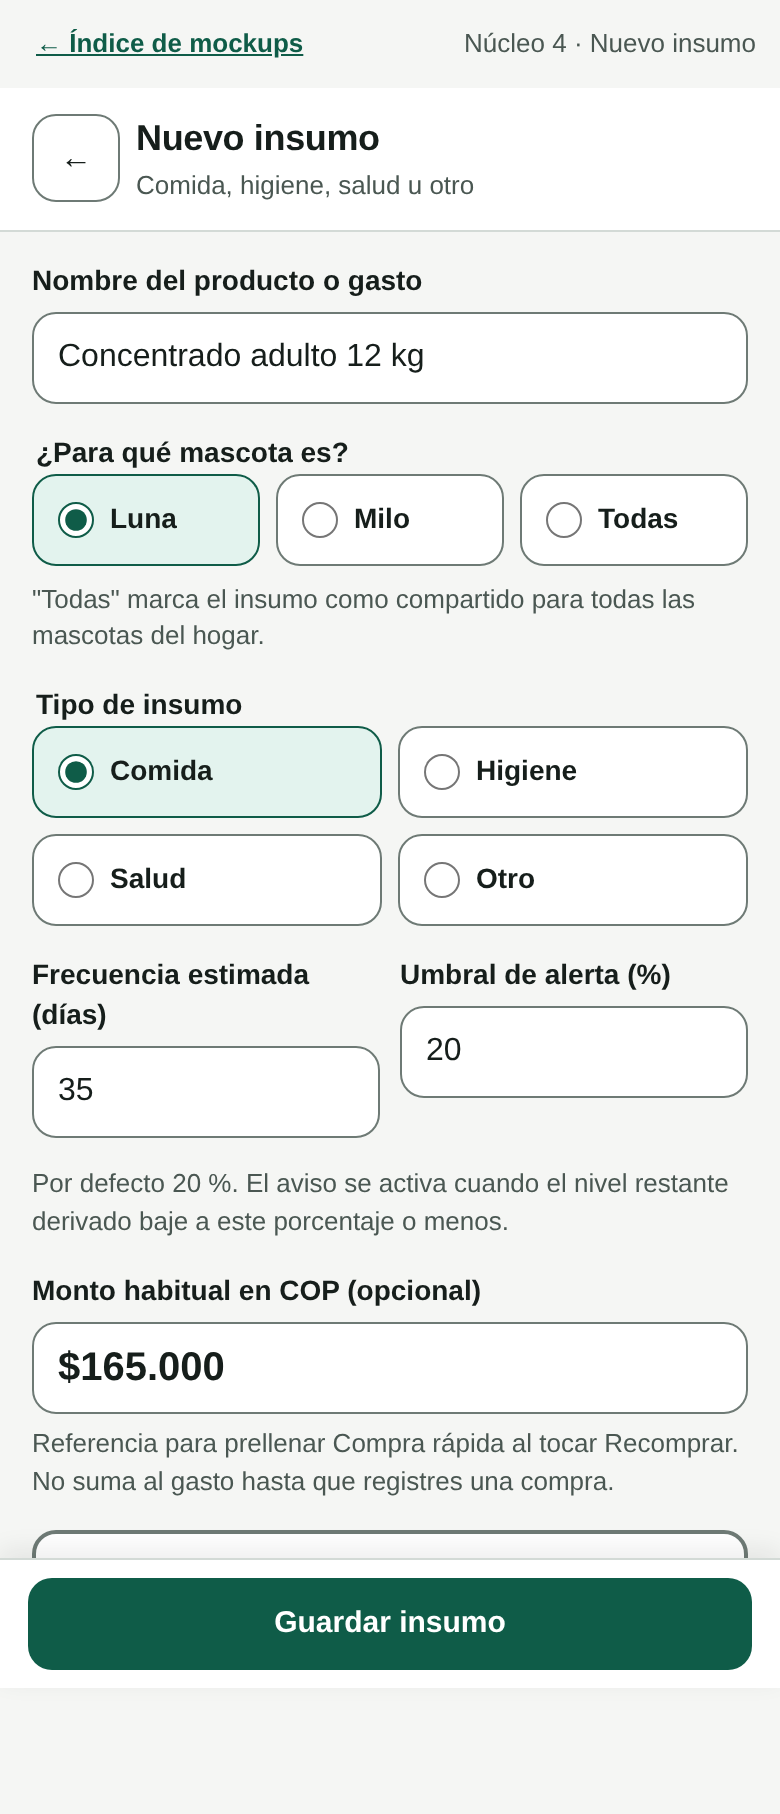 ← Índice de mockups
Núcleo 4 · Nuevo insumo
←
Nuevo insumo
Comida, higiene, salud u otro
Nombre del producto o gasto
Concentrado adulto 12 kg
¿Para qué mascota es?
Luna
Milo
Todas
"Todas" marca el insumo como compartido para todas las
mascotas del hogar.
Tipo de insumo
Comida
Higiene
Salud
Otro
Frecuencia estimada
(días)
35
Umbral de alerta (%)
20
Por defecto 20 %. El aviso se activa cuando el nivel restante
derivado baje a este porcentaje o menos.
Monto habitual en COP (opcional)
$165.000
Referencia para prellenar Compra rápida al tocar Recomprar.
No suma al gasto hasta que registres una compra.
Guardar insumo